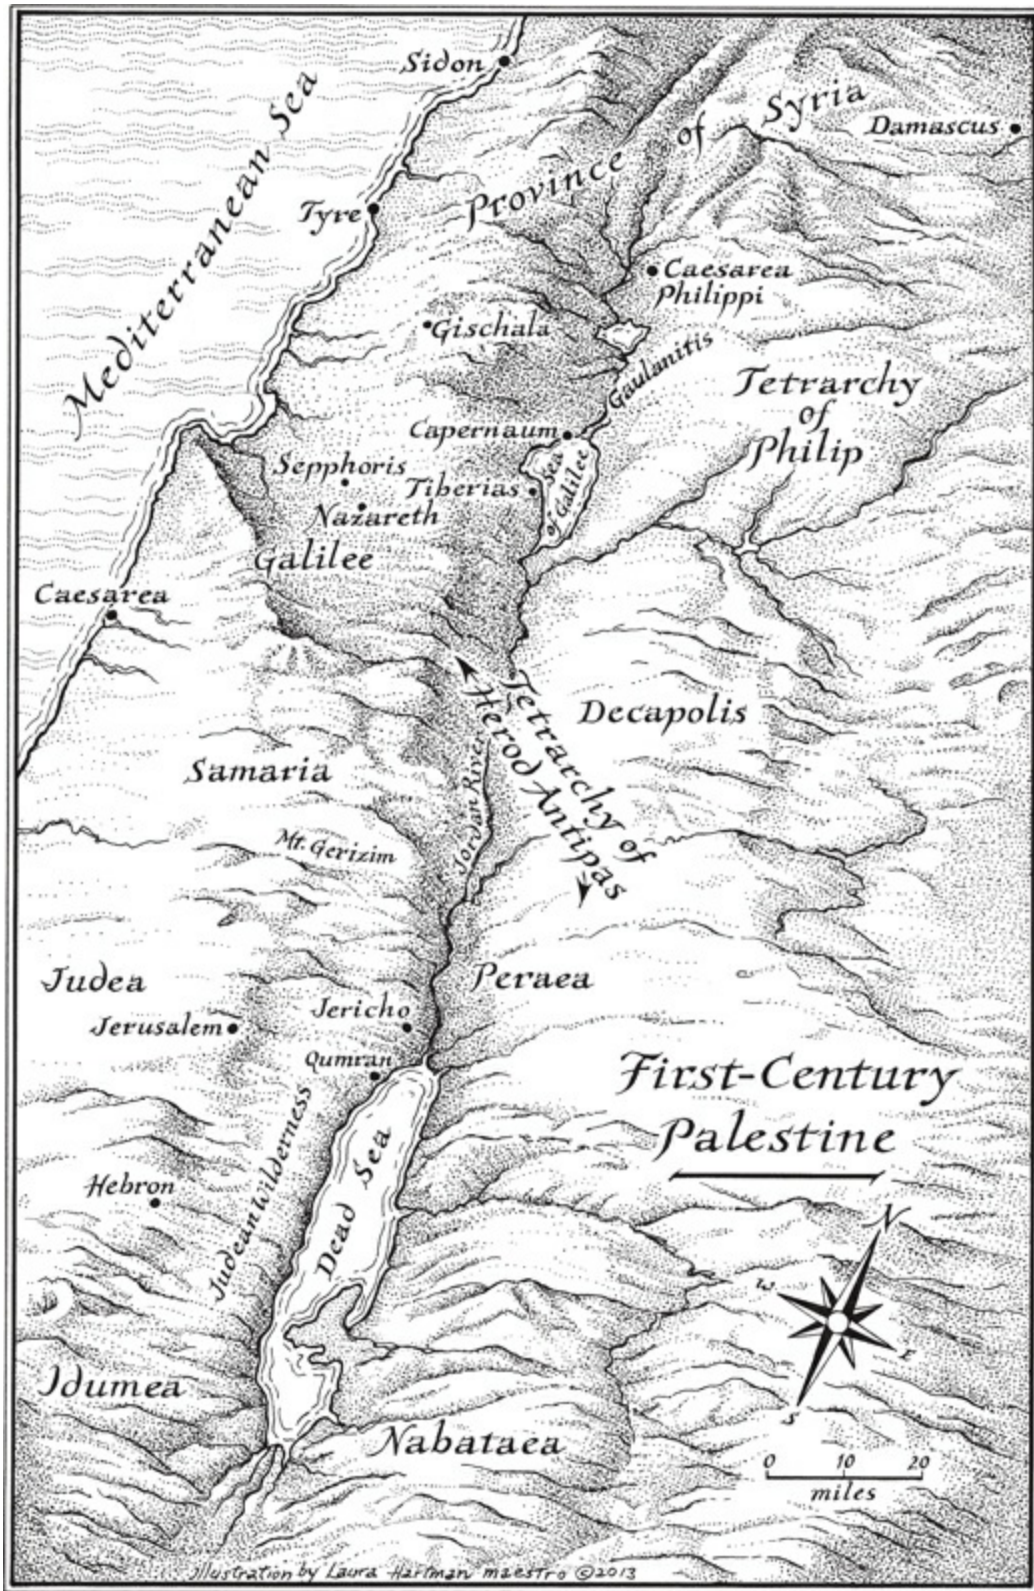 Sidon
Mediterranean Sea
Province of Syria
Damascus
Tyre
Caesarea
Philippi
Gischala
Gaulanitis
Tetrarchy
of
Philip
Capernaum
Sea
of Galilee
Sepphoris
Tiberias
Nazareth
Galilee
Caesarea
Tetrarchy of
Herod Antipas
Decapolis
Samaria
Jordan River
Mt. Gerizim
Judea
Peraea
Jerusalem
Jericho
Qumran
First-Century
Palestine
Judean Wilderness
Dead Sea
Hebron
N
W
E
S
Idumea
Nabataea
0 10 20
miles
Illustration by Laura Hartman maestro ©2013